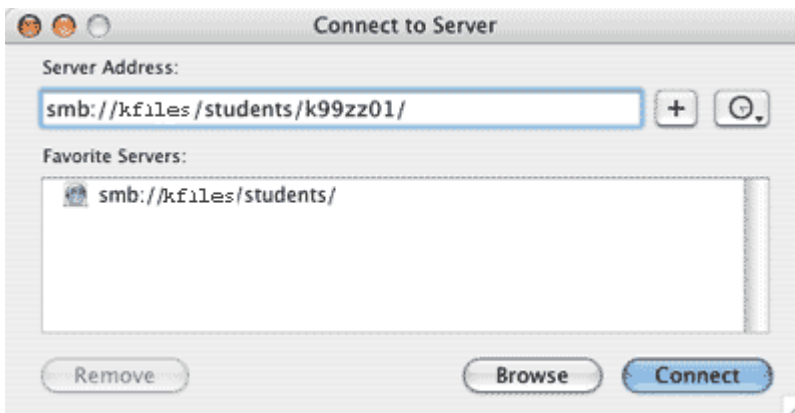 Connect to Server
Server Address:
smb://kfiles/students/k99zz01/
+
Favorite Servers:
smb://kfiles/students/
Remove
Browse
Connect